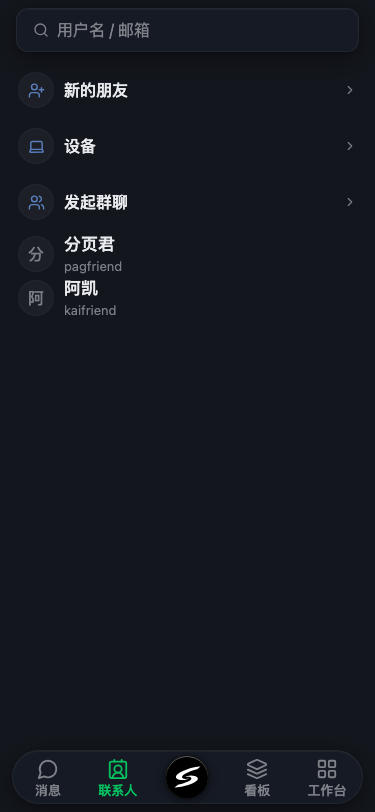 用户名 / 邮箱
新的朋友
设备
发起群聊
分
分页君
pagfriend
阿
阿凯
kaifriend
消息
联系人
看板
工作台